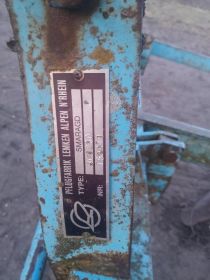 PFLUGFABRIK LEMKEN ALPEN N'RHEIN
TYPE: SMARAGD
NR: